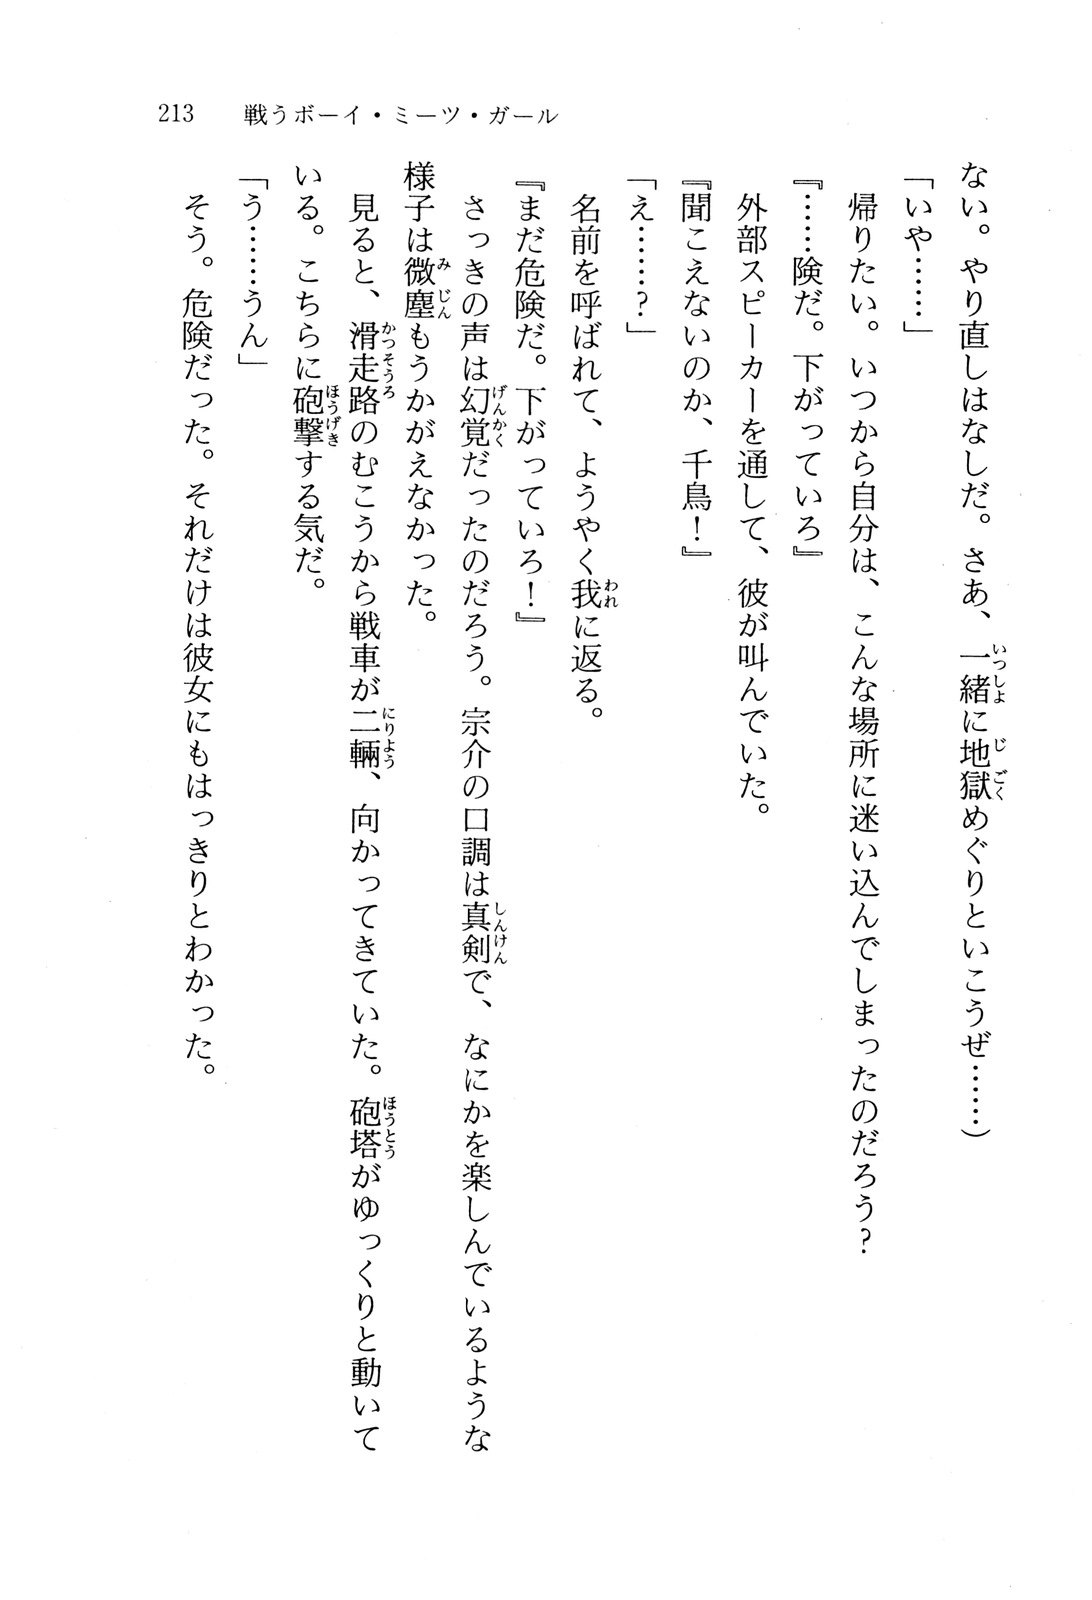 213　戦うボーイ・ミーツ・ガール
ない。やり直しはなしだ。さあ、一緒に地獄めぐりといこうぜ……）
「いや……」
　帰りたい。いつから自分は、こんな場所に迷い込んでしまったのだろう？
『……険だ。下がっていろ』
　外部スピーカーを通して、彼が叫んでいた。
『聞こえないのか、千鳥！』
「え……？」
　名前を呼ばれて、ようやく我に返る。
『まだ危険だ。下がっていろ！』
　さっきの声は幻覚だったのだろう。宗介の口調は真剣で、なにかを楽しんでいるような
様子は微塵もうかがえなかった。
　見ると、滑走路のむこうから戦車が二輛、向かってきていた。砲塔がゆっくりと動いて
いる。こちらに砲撃する気だ。
「う……うん」
　そう。危険だった。それだけは彼女にもはっきりとわかった。